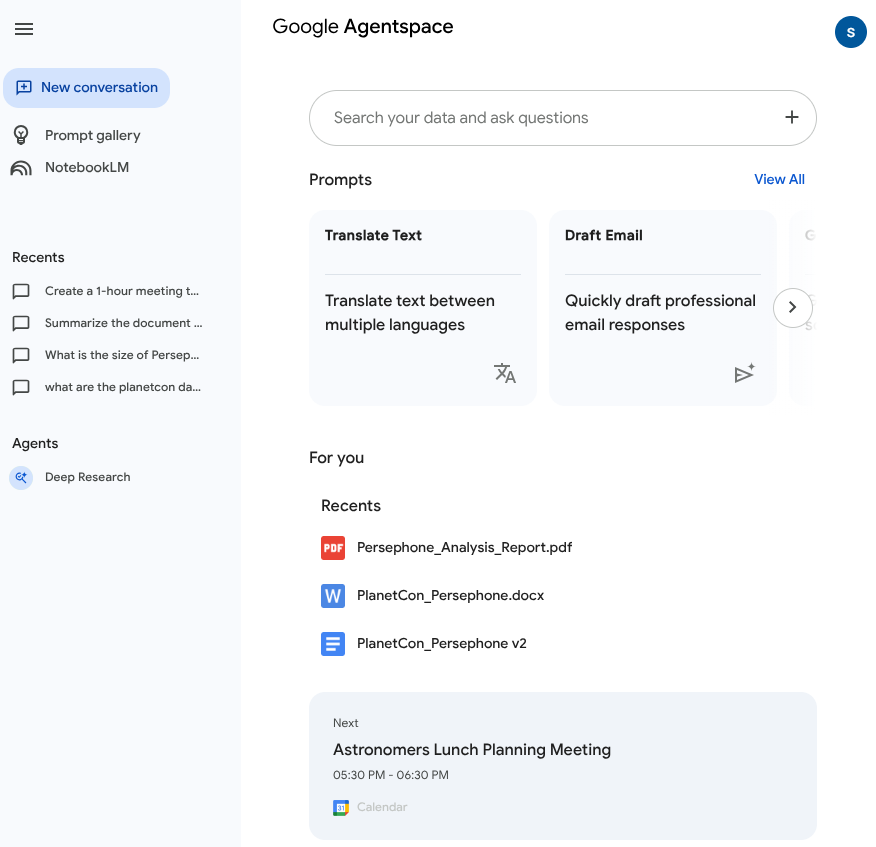 Google Agentspace
S
New conversation
Prompt gallery
NotebookLM
Recents
Create a 1-hour meeting t...
Summarize the document ...
What is the size of Persep...
what are the planetcon da...
Agents
Deep Research
Search your data and ask questions
Prompts
View All
Translate Text
Translate text between
multiple languages
Draft Email
Quickly draft professional
email responses
For you
Recents
PDF
Persephone_Analysis_Report.pdf
W
PlanetCon_Persephone.docx
PlanetCon_Persephone v2
Next
Astronomers Lunch Planning Meeting
05:30 PM - 06:30 PM
31
Calendar